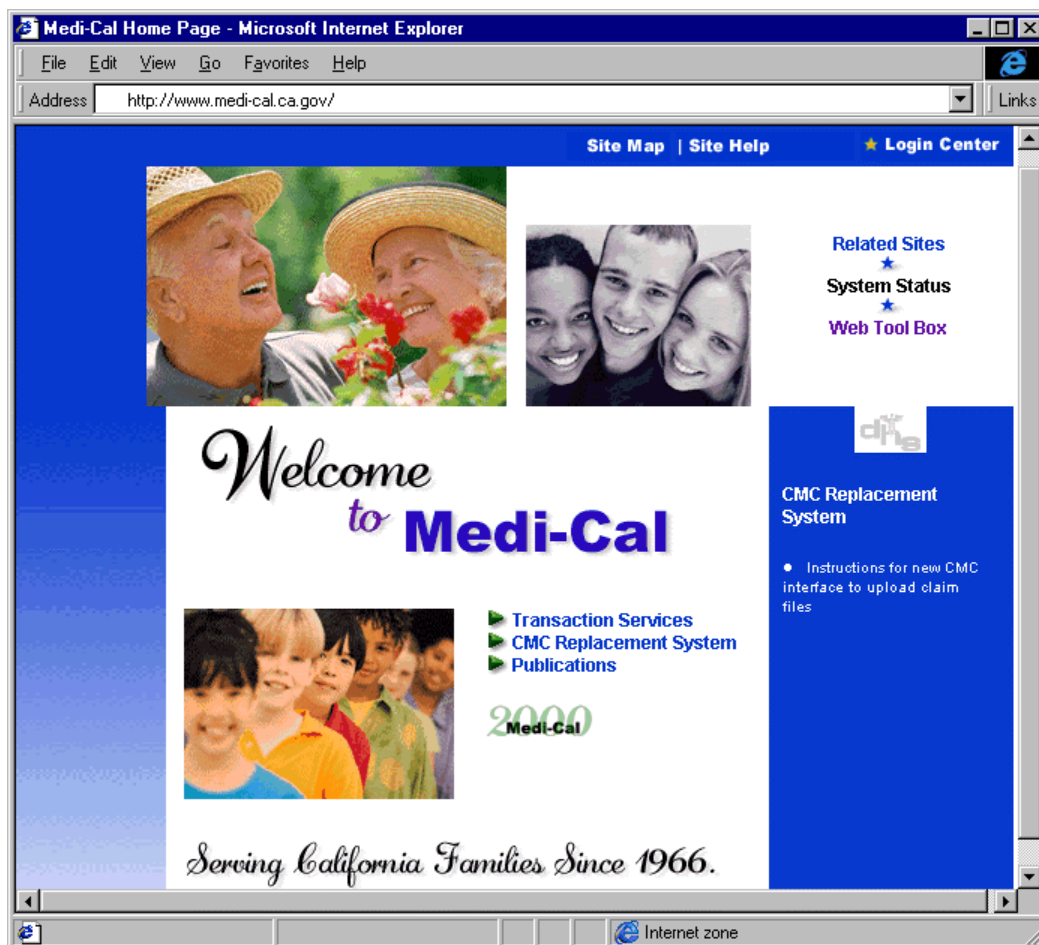 Medi-Cal Home Page - Microsoft Internet Explorer
File Edit View Go Favorites Help
Address http://www.medi-cal.ca.gov/ Links
Site Map | Site Help ★ Login Center
Related Sites
System Status
Web Tool Box
Welcome
to Medi-Cal
dhs
CMC Replacement
System
● Instructions for new CMC
interface to upload claim
files
Transaction Services
CMC Replacement System
Publications
2000
Medi-Cal
Serving California Families Since 1966.
Internet zone